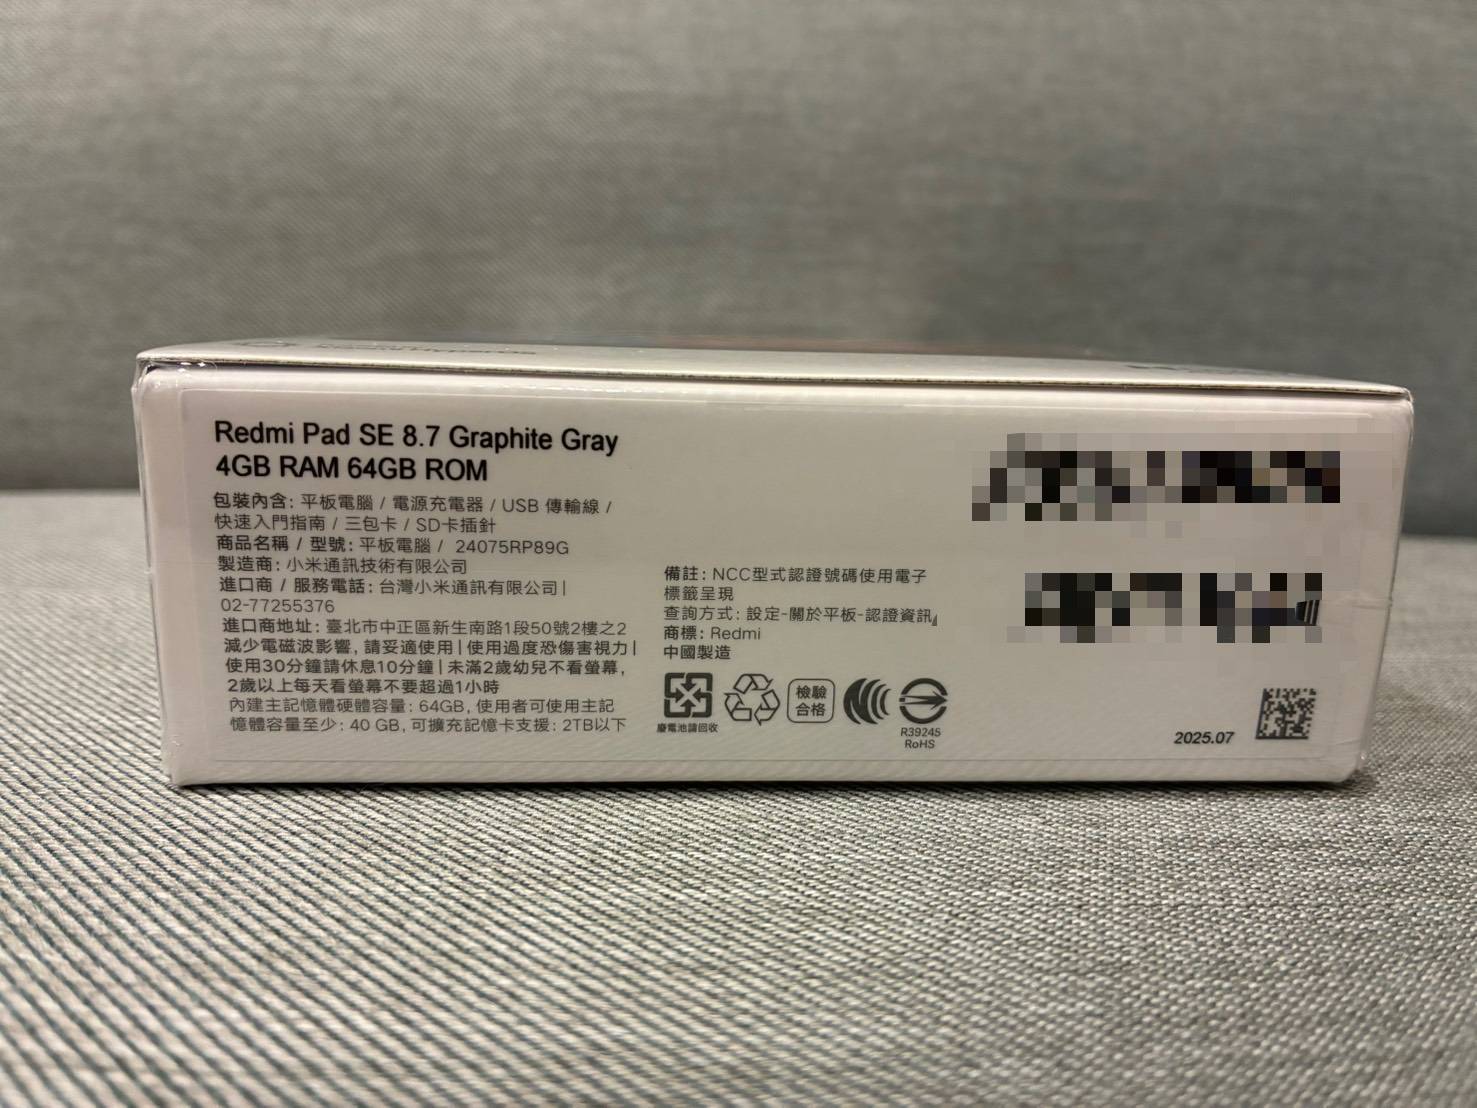 Redmi Pad SE 8.7 Graphite Gray
4GB RAM 64GB ROM
包裝內含: 平板電腦 / 電源充電器 / USB 傳輸線 /
快速入門指南 / 三包卡 / SD卡插針
商品名稱 / 型號: 平板電腦 / 24075RP89G
製造商: 小米通訊技術有限公司
進口商 / 服務電話: 台灣小米通訊有限公司 |
02-77255376
進口商地址: 臺北市中正區新生南路1段50號2樓之2
減少電磁波影響, 請妥適使用 | 使用過度恐傷害視力 |
使用30分鐘請休息10分鐘 | 未滿2歲幼兒不看螢幕,
2歲以上每天看螢幕不要超過1小時
內建主記憶體硬體容量: 64GB, 使用者可使用主記
憶體容量至少: 40 GB, 可擴充記憶卡支援: 2TB以下
備註: NCC型式認證號碼使用電子
標籤呈現
查詢方式: 設定-關於平板-認證資訊
商標: Redmi
中國製造
廢電池請回收
檢驗
合格
R39245
RoHS
2025.07